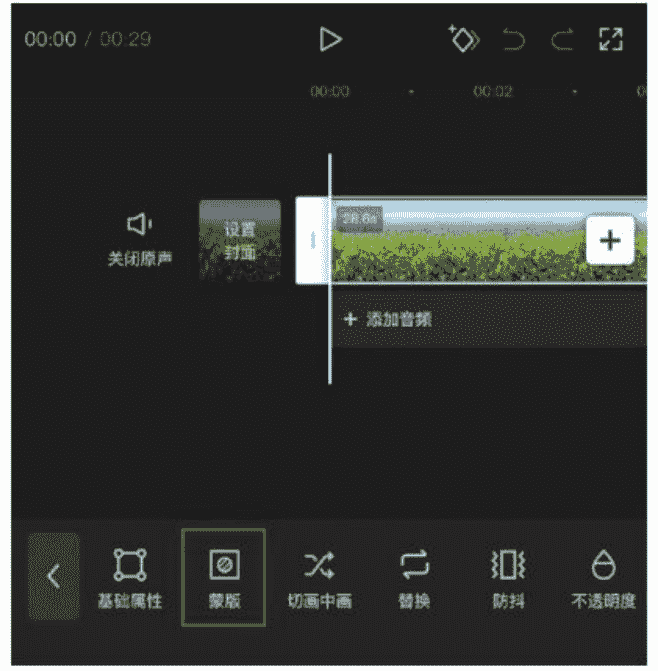 00:00 / 00:29
00:00
00:02
28.6s
设置
封面
关闭原声
+ 添加音频
基础属性
蒙版
切画中画
替换
防抖
不透明度